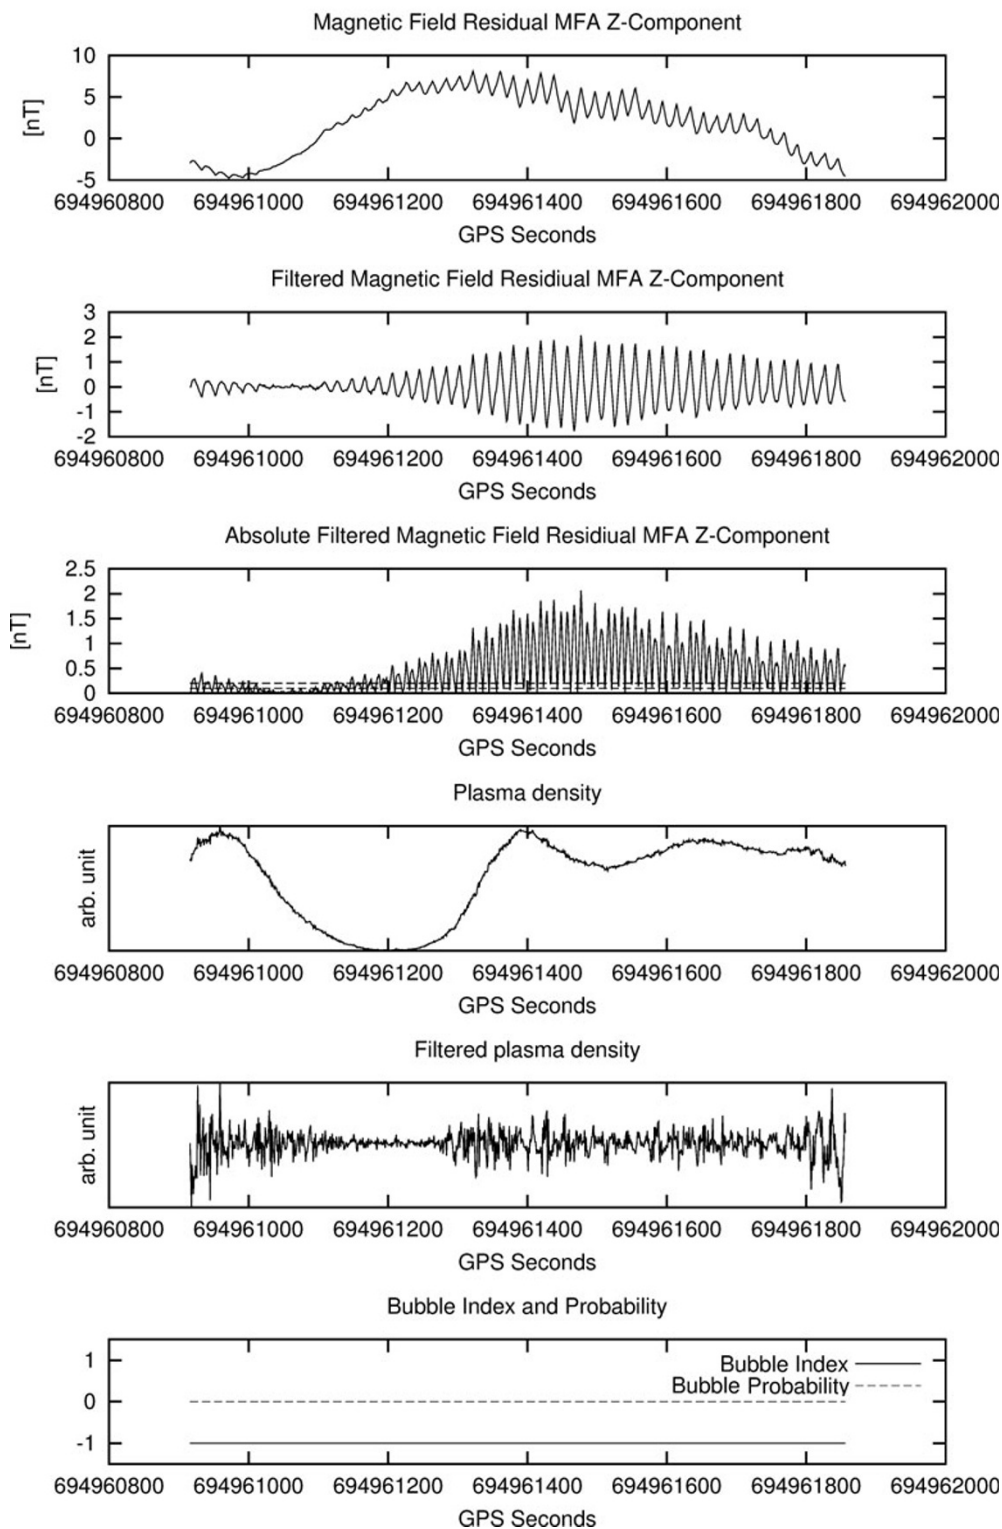 Magnetic Field Residual MFA Z-Component
10
5
0
-5
[nT]
694960800 694961000 694961200 694961400 694961600 694961800 694962000
GPS Seconds
Filtered Magnetic Field Residiual MFA Z-Component
3
2
1
0
-1
-2
[nT]
694960800 694961000 694961200 694961400 694961600 694961800 694962000
GPS Seconds
Absolute Filtered Magnetic Field Residiual MFA Z-Component
2.5
2
1.5
1
0.5
0
[nT]
694960800 694961000 694961200 694961400 694961600 694961800 694962000
GPS Seconds
Plasma density
arb. unit
694960800 694961000 694961200 694961400 694961600 694961800 694962000
GPS Seconds
Filtered plasma density
arb. unit
694960800 694961000 694961200 694961400 694961600 694961800 694962000
GPS Seconds
Bubble Index and Probability
1
0
-1
Bubble Index
Bubble Probability
694960800 694961000 694961200 694961400 694961600 694961800 694962000
GPS Seconds